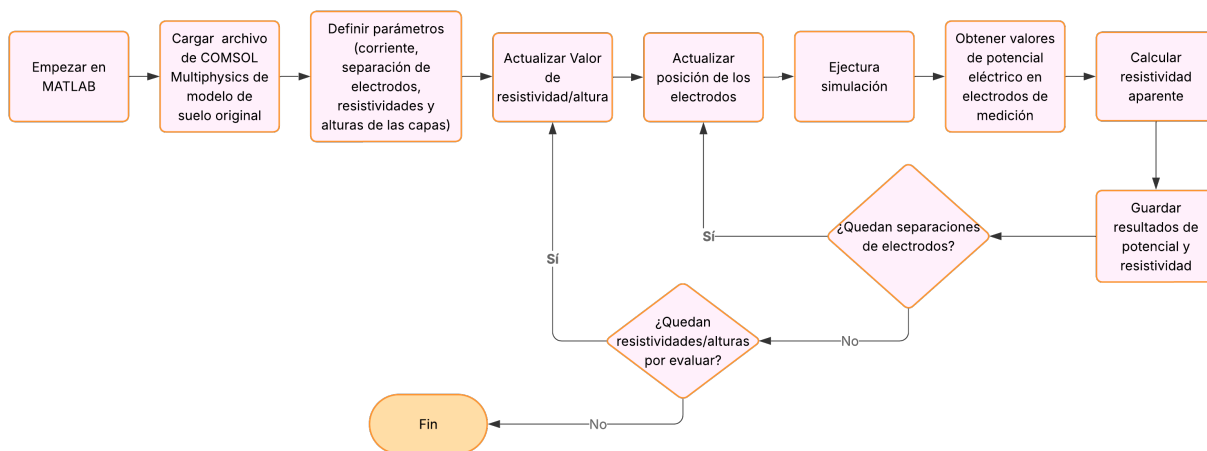 Empezar en
MATLAB
Cargar archivo
de COMSOL
Multiphysics de
modelo de
suelo original
Definir parámetros
(corriente,
separación de
electrodos,
resistividades y
alturas de las capas)
Actualizar Valor
de
resistividad/altura
Actualizar
posición de los
electrodos
Ejectura
simulación
Obtener valores
de potencial
eléctrico en
electrodos de
medición
Calcular
resistividad
aparente
Guardar
resultados de
potencial y
resistividad
¿Quedan separaciones
de electrodos?
Sí
No
¿Quedan
resistividades/alturas
por evaluar?
Sí
No
Fin